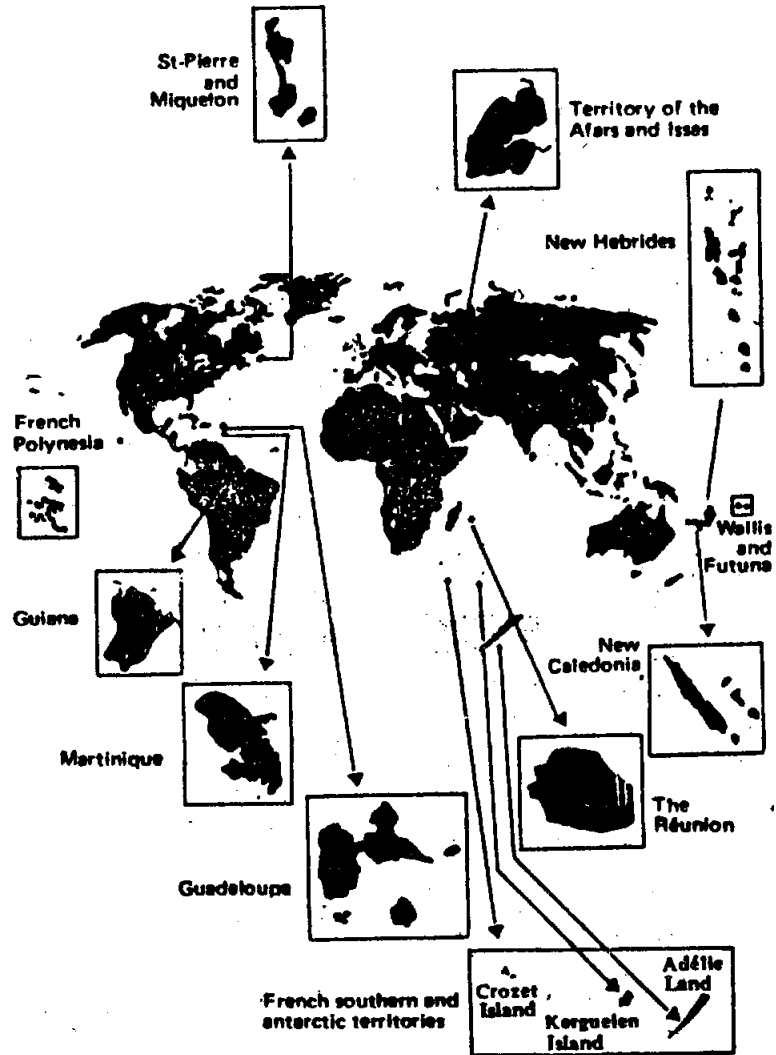 St-Pierre
and
Miquelon
Territory of the
Afars and Issas
New Hebrides
French
Polynesia
Wallis
and
Futuna
Guiana
New
Caledonia
Martinique
The
Réunion
Guadeloupe
Adélie
Land
Crozet
Island
Kerguelen
Island
French southern and
antarctic territories